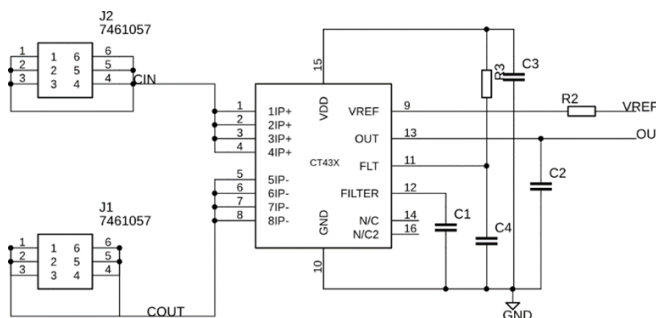 J2
7461057
1 1 6 6
2 2 5 5
3 3 4 4
CIN
15
VDD
R3
C3
1 1IP+
2 2IP+
3 3IP+
4 4IP+
5 5IP-
6 6IP-
7 7IP-
8 8IP-
CT43X
VREF 9
OUT 13
FLT 11
FILTER 12
N/C 14
N/C2 16
GND
10
R2
VREF
OU
C2
C1
C4
GND
J1
7461057
1 1 6 6
2 2 5 5
3 3 4 4
COUT